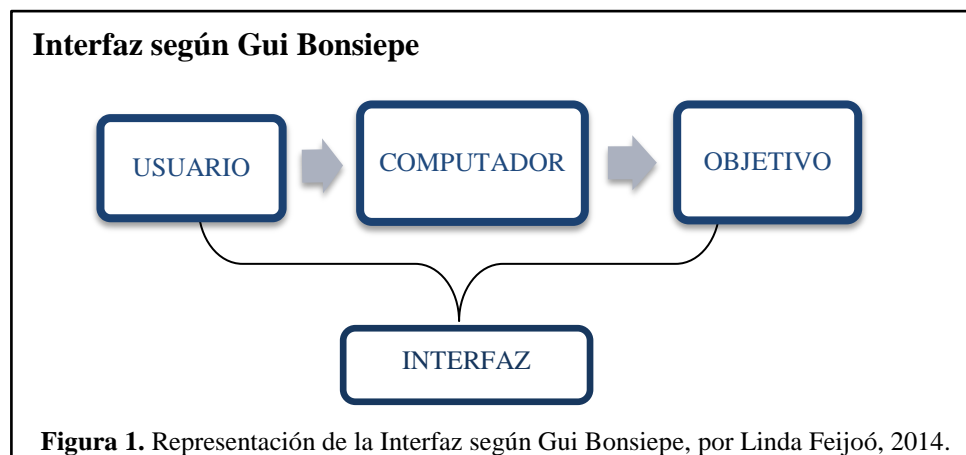 Interfaz según Gui Bonsiepe
USUARIO
COMPUTADOR
OBJETIVO
INTERFAZ
Figura 1. Representación de la Interfaz según Gui Bonsiepe, por Linda Feijoó, 2014.